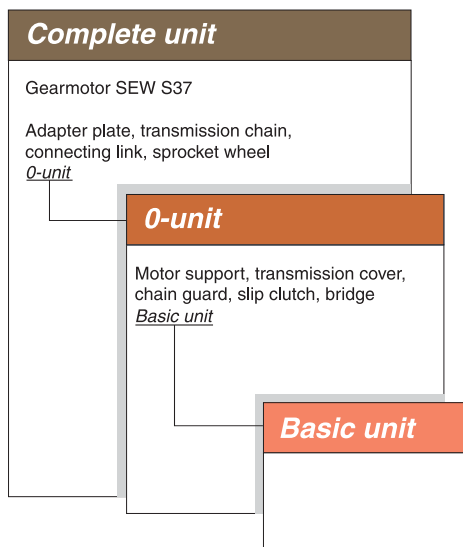 Complete unit
Gearmotor SEW S37
Adapter plate, transmission chain,
connecting link, sprocket wheel
0-unit
0-unit
Motor support, transmission cover,
chain guard, slip clutch, bridge
Basic unit
Basic unit